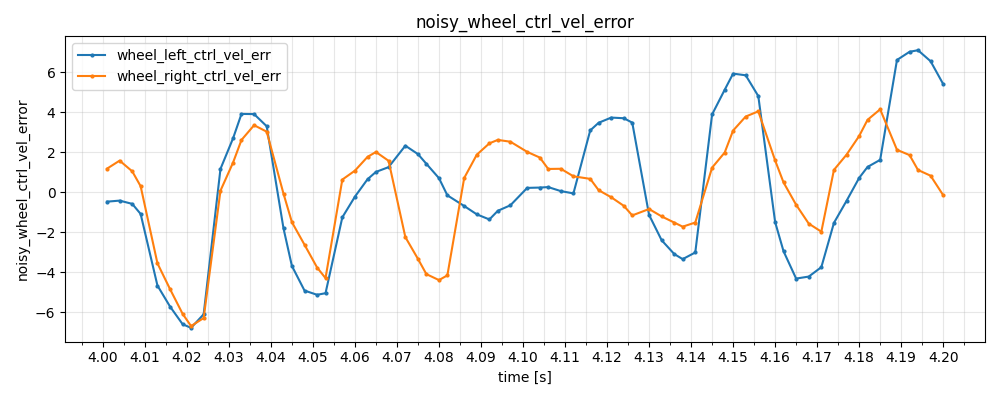 noisy_wheel_ctrl_vel_error
wheel_left_ctrl_vel_err
wheel_right_ctrl_vel_err
noisy_wheel_ctrl_vel_error
6
4
2
0
−2
−4
−6
4.00 4.01 4.02 4.03 4.04 4.05 4.06 4.07 4.08 4.09 4.10 4.11 4.12 4.13 4.14 4.15 4.16 4.17 4.18 4.19 4.20
time [s]